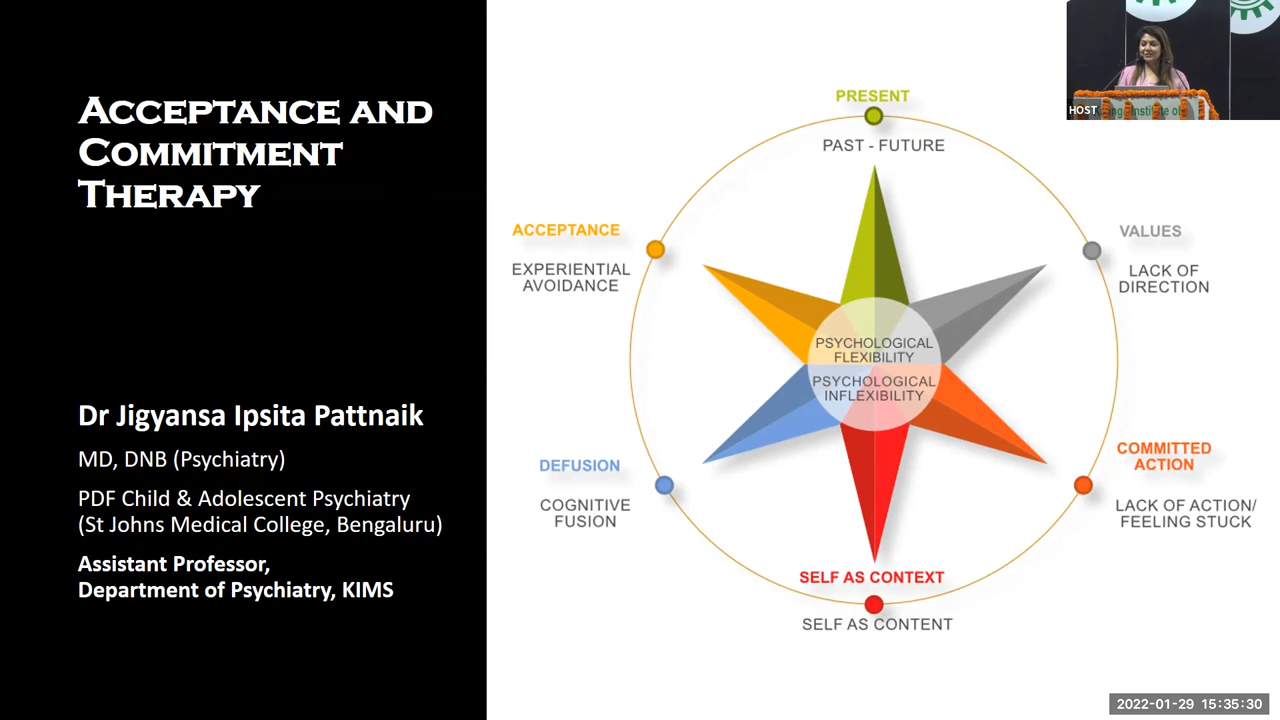 ACCEPTANCE AND
COMMITMENT
THERAPY
Dr Jigyansa Ipsita Pattnaik
MD, DNB (Psychiatry)
PDF Child & Adolescent Psychiatry
(St Johns Medical College, Bengaluru)
Assistant Professor,
Department of Psychiatry, KIMS
PRESENT
PAST - FUTURE
ACCEPTANCE
EXPERIENTIAL
AVOIDANCE
VALUES
LACK OF
DIRECTION
PSYCHOLOGICAL
FLEXIBILITY
PSYCHOLOGICAL
INFLEXIBILITY
DEFUSION
COGNITIVE
FUSION
COMMITTED
ACTION
LACK OF ACTION/
FEELING STUCK
SELF AS CONTEXT
SELF AS CONTENT
HOST
Institute of
2022-01-29 15:35:30